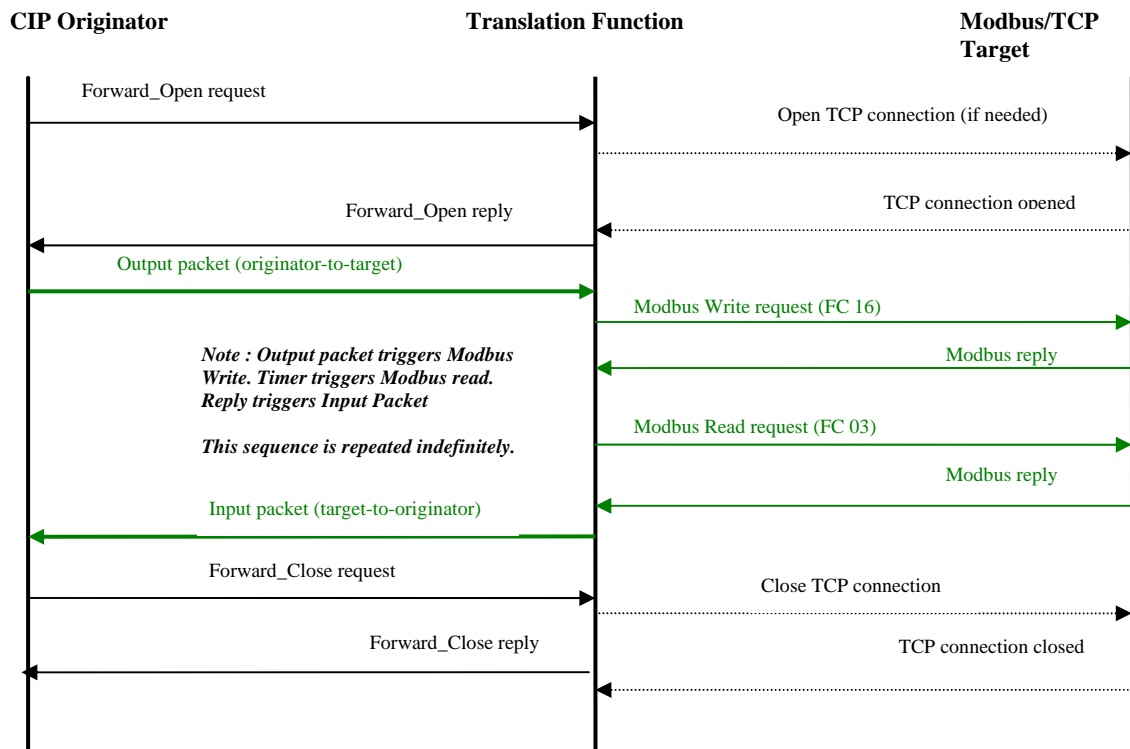 CIP Originator
Translation Function
Modbus/TCP
Target
Forward_Open request
Open TCP connection (if needed)
TCP connection opened
Forward_Open reply
Output packet (originator-to-target)
Modbus Write request (FC 16)
Note : Output packet triggers Modbus
Write. Timer triggers Modbus read.
Reply triggers Input Packet
This sequence is repeated indefinitely.
Modbus reply
Modbus Read request (FC 03)
Modbus reply
Input packet (target-to-originator)
Forward_Close request
Close TCP connection
Forward_Close reply
TCP connection closed